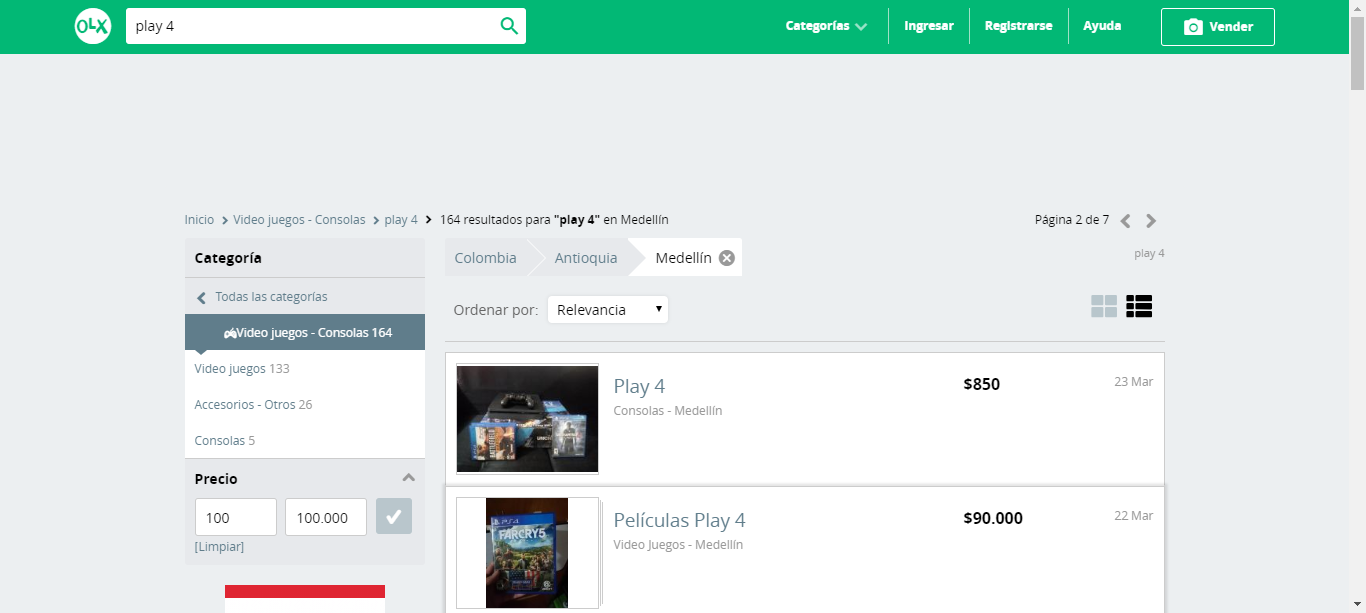 OLX
play 4
Categorías
Ingresar
Registrarse
Ayuda
Vender
Inicio > Video juegos - Consolas > play 4 > 164 resultados para "play 4" en Medellín
Página 2 de 7
Categoría
Todas las categorías
Video juegos - Consolas 164
Video juegos 133
Accesorios - Otros 26
Consolas 5
Precio
100
100.000
[Limpiar]
Colombia
Antioquia
Medellín
play 4
Ordenar por:
Relevancia
Play 4
Consolas - Medellín
$850
23 Mar
PS4
FARCRY5
Películas Play 4
Video Juegos - Medellín
$90.000
22 Mar